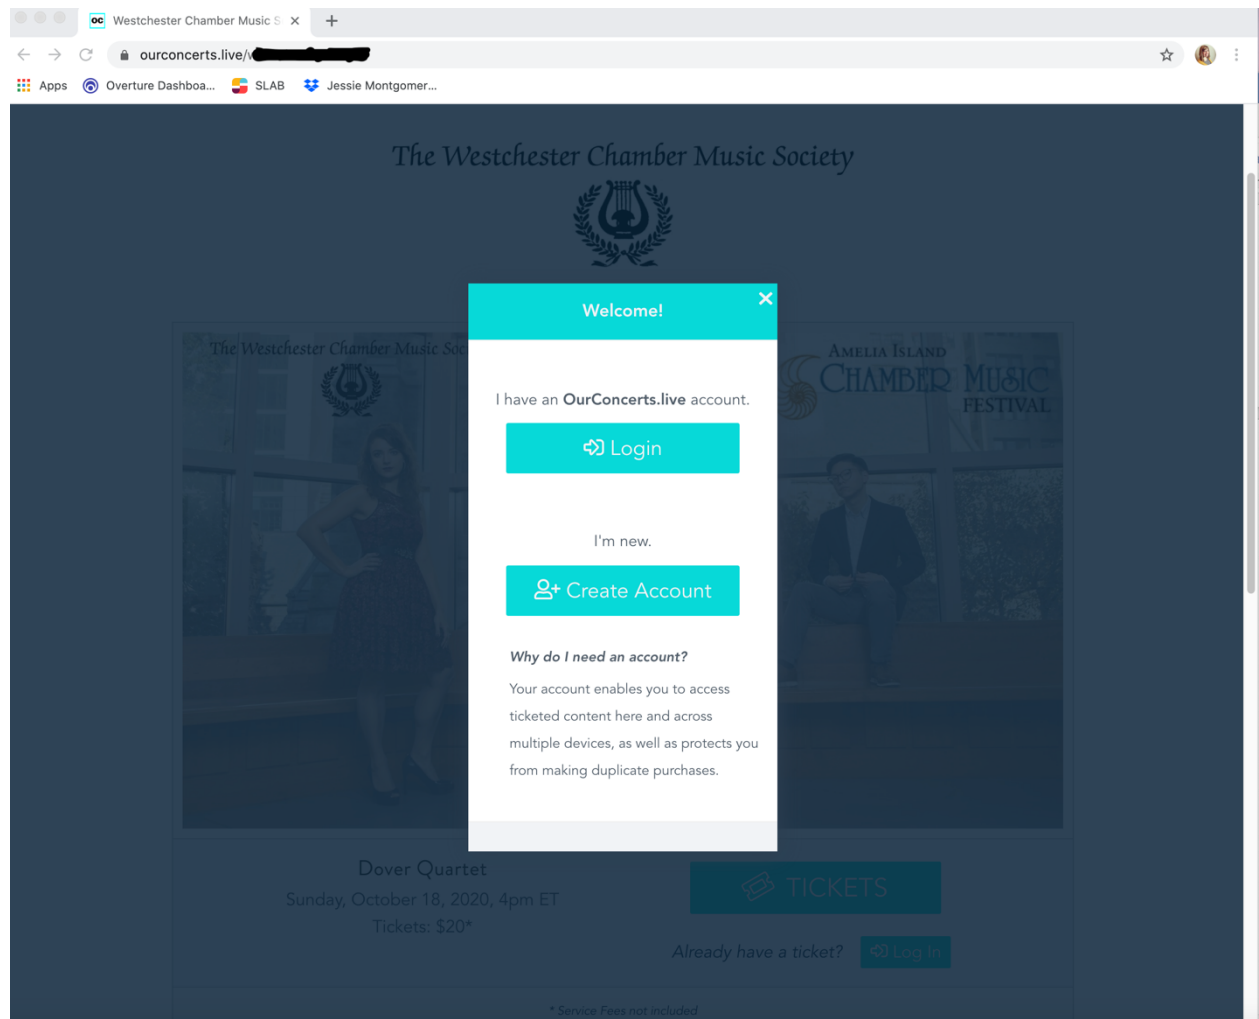 oc Westchester Chamber Music S
ourconcerts.live/
Apps Overture Dashboa... SLAB Jessie Montgomer...
The Westchester Chamber Music Society
Welcome!
The Westchester Chamber Music Soc
AMELIA ISLAND
CHAMBER MUSIC
FESTIVAL
I have an OurConcerts.live account.
Login
I'm new.
Create Account
Why do I need an account?
Your account enables you to access
ticketed content here and across
multiple devices, as well as protects you
from making duplicate purchases.
Dover Quartet
Sunday, October 18, 2020, 4pm ET
Tickets: $20*
TICKETS
Already have a ticket? Log In
* Service Fees not included